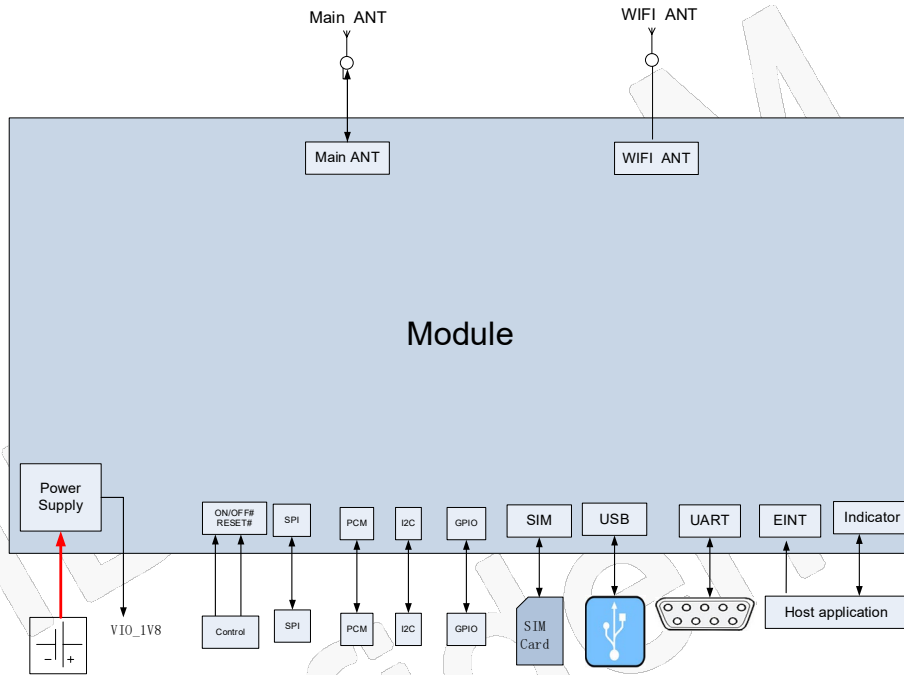 Main ANT
WIFI ANT
Main ANT
WIFI ANT
Module
Power
Supply
ON/OFF#
RESET#
SPI
PCM
I2C
GPIO
SIM
USB
UART
EINT
Indicator
VIO_1V8
Control
SPI
PCM
I2C
GPIO
SIM
Card
Host application
- +